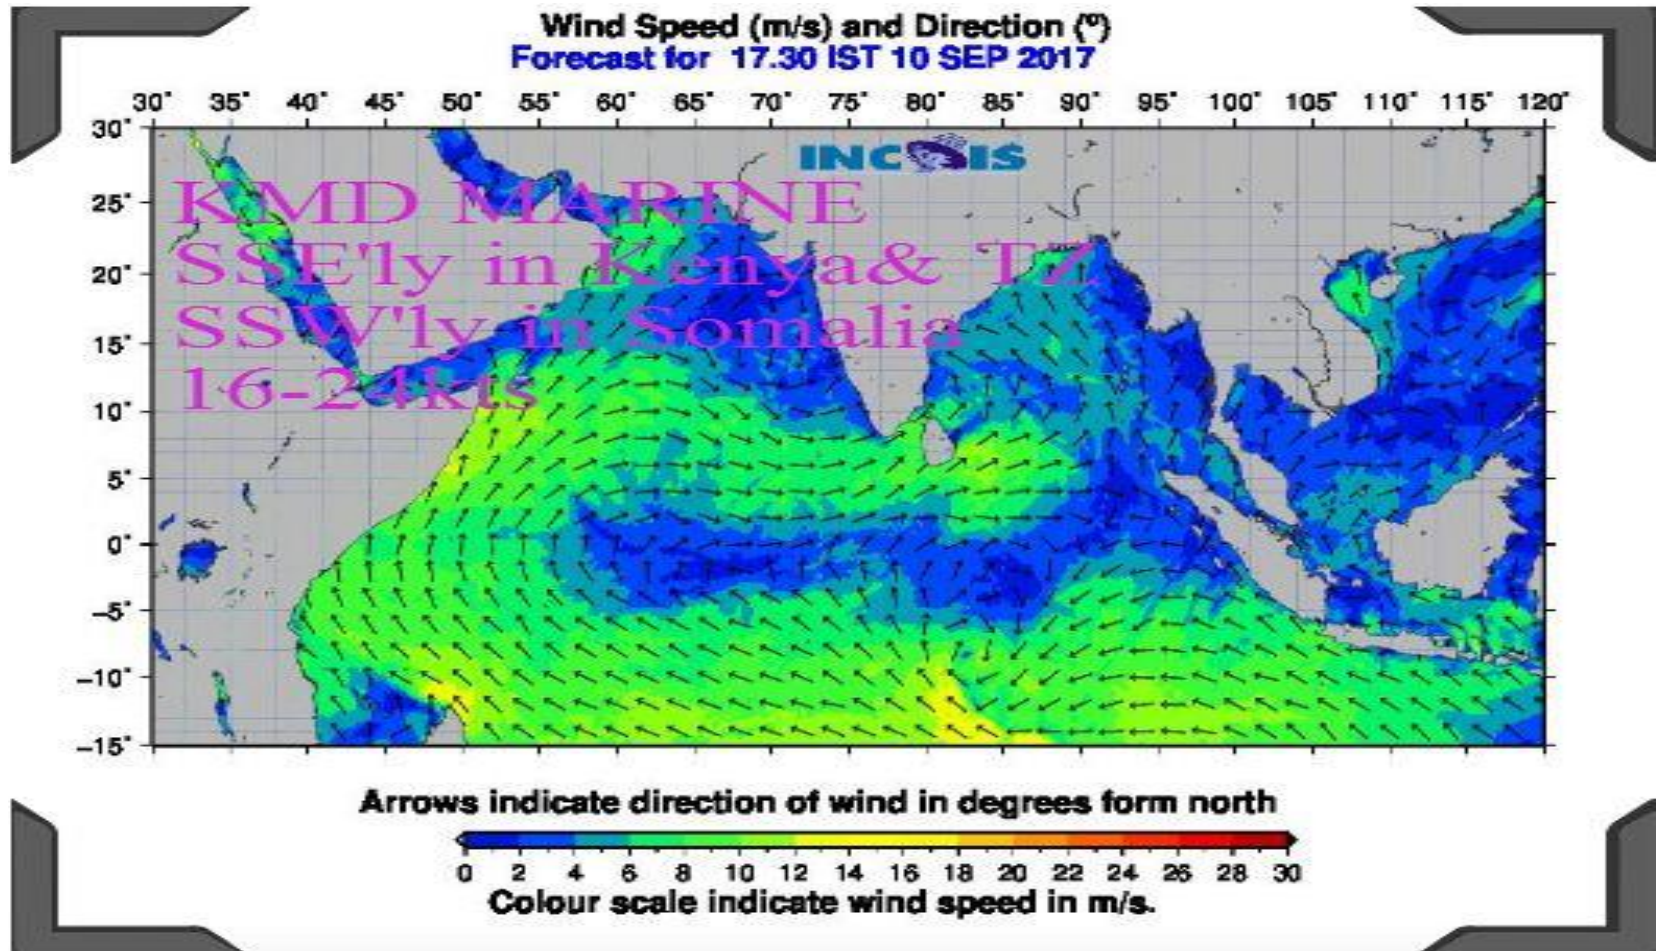 Wind Speed (m/s) and Direction (º)
Forecast for 17.30 IST 10 SEP 2017
30˚ 35˚ 40˚ 45˚ 50˚ 55˚ 60˚ 65˚ 70˚ 75˚ 80˚ 85˚ 90˚ 95˚ 100˚ 105˚ 110˚ 115˚ 120˚
30˚
INCOIS
KMD MARINE
25˚
SSE'ly in Kenya& TZ
20˚
SSW'ly in Somalia
15˚
16-24kts
10˚
5˚
0˚
−5˚
−10˚
−15˚
Arrows indicate direction of wind in degrees form north
0 2 4 6 8 10 12 14 16 18 20 22 24 26 28 30
Colour scale indicate wind speed in m/s.